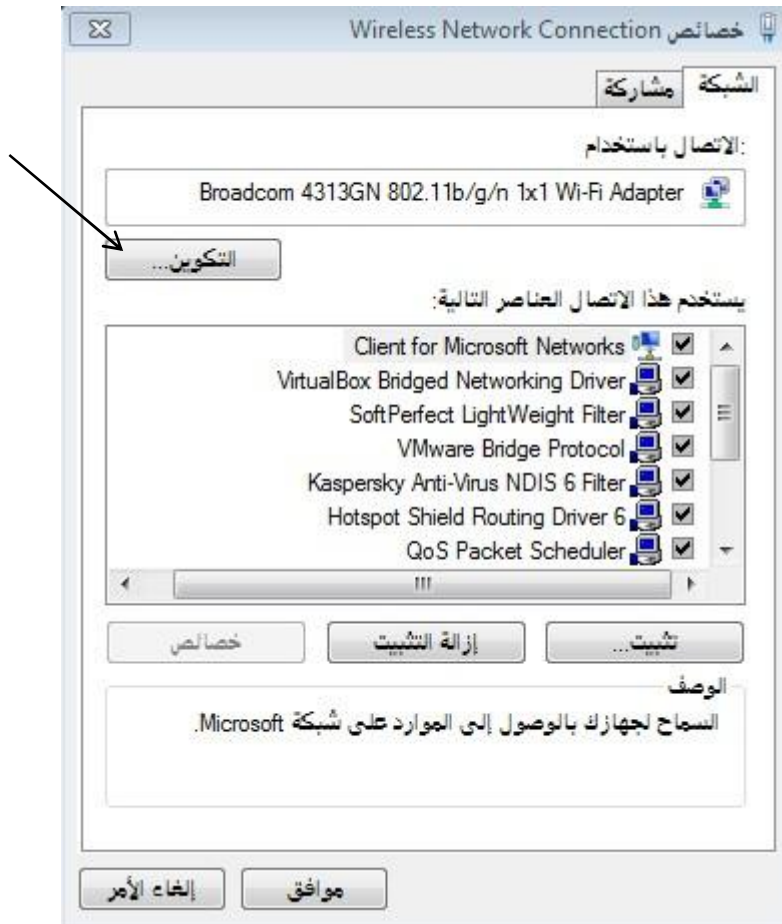 خصائص Wireless Network Connection
الشبكة
مشاركة
الاتصال باستخدام:
Broadcom 4313GN 802.11b/g/n 1x1 Wi-Fi Adapter
التكوين...
يستخدم هذا الاتصال العناصر التالية:
Client for Microsoft Networks
VirtualBox Bridged Networking Driver
SoftPerfect LightWeight Filter
VMware Bridge Protocol
Kaspersky Anti-Virus NDIS 6 Filter
Hotspot Shield Routing Driver 6
QoS Packet Scheduler
تثبيت...
إزالة التثبيت
خصائص
الوصف
السماح لجهازك بالوصول إلى الموارد على شبكة Microsoft.
موافق
إلغاء الأمر